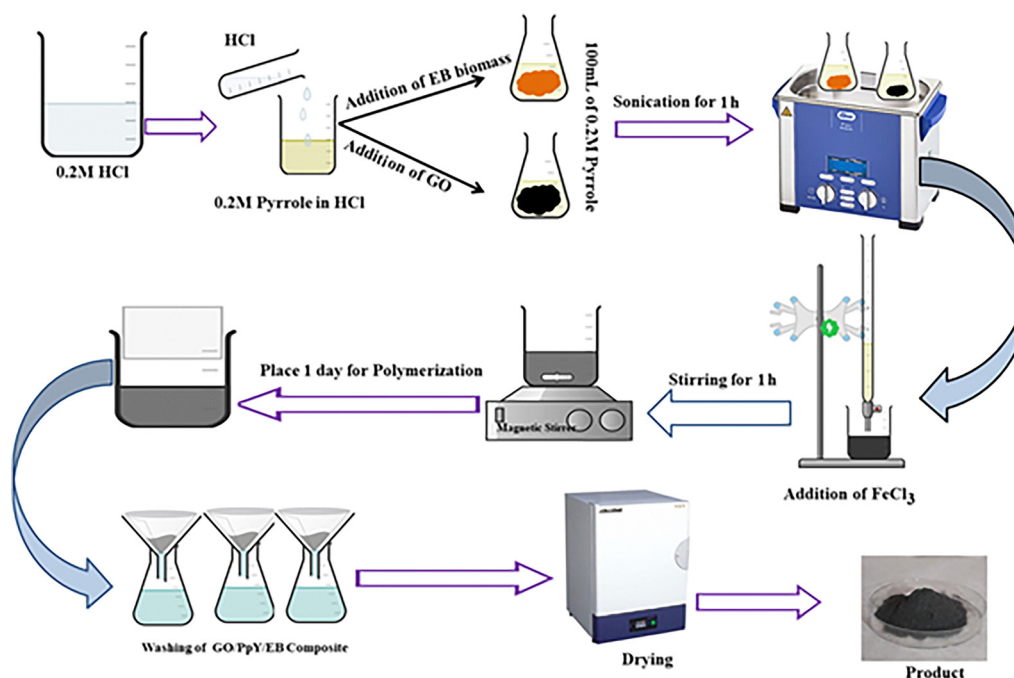 HCl
0.2M HCl
0.2M Pyrrole in HCl
Addition of EB biomass
Addition of GO
100mL of 0.2M Pyrrole
Sonication for 1h
Addition of FeCl3
Stirring for 1h
Magnetic Stirrer
Place 1 day for Polymerization
Washing of GO/PpY/EB Composite
Drying
Product